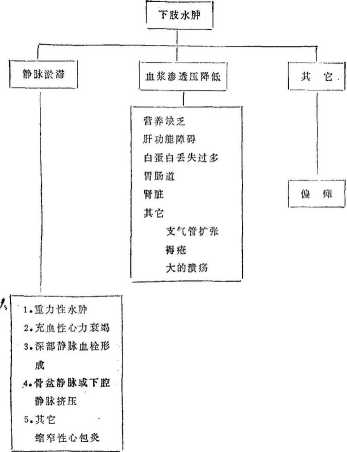 下肢水肿
静脉淤滞
血浆渗透压降低
其它
营养缺乏
肝功能障碍
白蛋白丢失过多
胃肠道
肾脏
其它
支气管扩张
褥疮
大的溃疡
偏瘫
1.重力性水肿
2.充血性心力衰竭
3.深部静脉血栓形
成
4.骨盆静脉或下腔
静脉挤压
5.其它
缩窄性心包炎